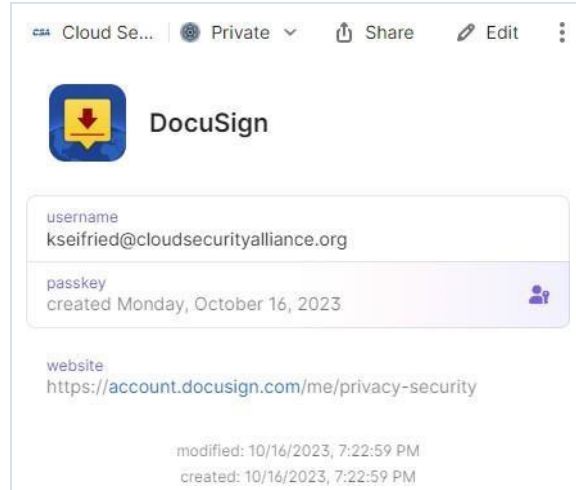 CSA Cloud Se... Private Share Edit
DocuSign
username
kseifried@cloudsecurityalliance.org
passkey
created Monday, October 16, 2023
website
https://account.docusign.com/me/privacy-security
modified: 10/16/2023, 7:22:59 PM
created: 10/16/2023, 7:22:59 PM